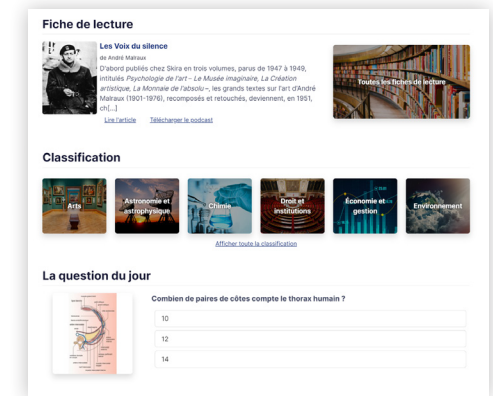 Fiche de lecture
Les Voix du silence
de André Malraux
D'abord publiés chez Skira en trois volumes, parus de 1947 à 1949,
intitulés Psychologie de l'art – Le Musée imaginaire, La Création
artistique, La Monnaie de l'absolu –, les grands textes sur l'art d'André
Malraux (1901-1976), recomposés et retouchés, deviennent, en 1951,
ch[...]
Lire l'article Télécharger le podcast
Toutes les fiches de lecture
Classification
Arts
Astronomie et
astrophysique
Chimie
Droit et
institutions
Économie et
gestion
Environnement
Afficher toute la classification
La question du jour
Combien de paires de côtes compte le thorax humain ?
10
12
14